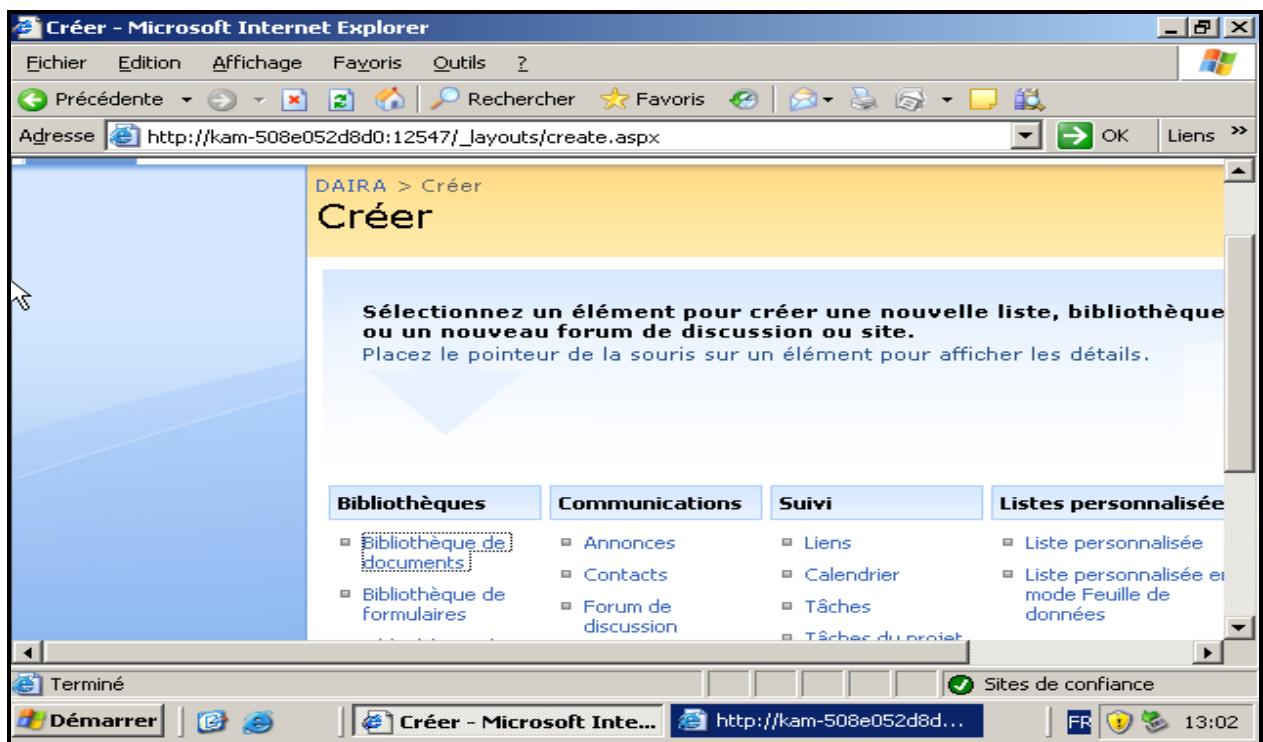 Créer - Microsoft Internet Explorer
Fichier Edition Affichage Favoris Outils ?
Précédente Rechercher Favoris
Adresse http://kam-508e052d8d0:12547/_layouts/create.aspx OK Liens »
DAIRA > Créer
Créer
Sélectionnez un élément pour créer une nouvelle liste, bibliothèque
ou un nouveau forum de discussion ou site.
Placez le pointeur de la souris sur un élément pour afficher les détails.
Bibliothèques Communications Suivi Listes personnalisée
Bibliothèque de documents
Bibliothèque de formulaires
Annonces
Contacts
Forum de discussion
Liens
Calendrier
Tâches
Tâches du projet
Liste personnalisée
Liste personnalisée en
mode Feuille de
données
Terminé Sites de confiance
Démarrer Créer - Microsoft Inte... http://kam-508e052d8d... FR 13:02